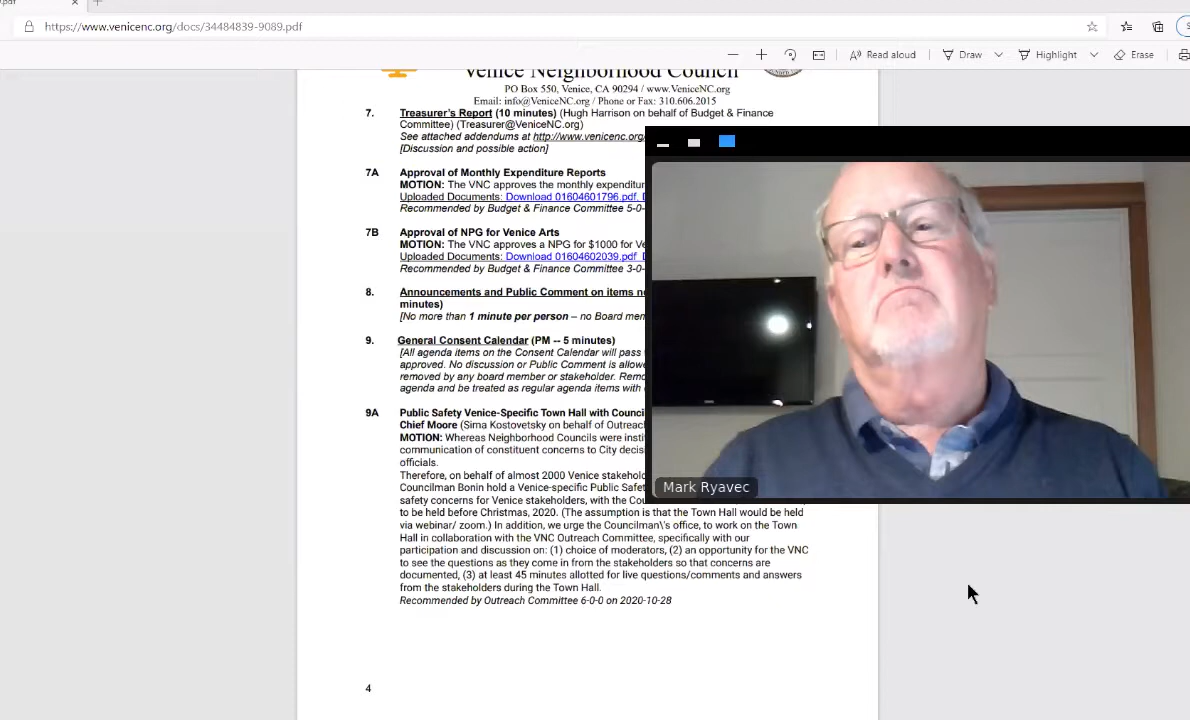 .pdf
https://www.venicenc.org/docs/34484839-9089.pdf
Read aloud
Draw
Highlight
Erase
Venice Neighborhood Council
PO Box 550, Venice, CA 90294 / www.VeniceNC.org
Email: info@VeniceNC.org / Phone or Fax: 310.606.2015
7. Treasurer's Report (10 minutes) (Hugh Harrison on behalf of Budget & Finance
Committee) (Treasurer@VeniceNC.org)
See attached addendums at http://www.venicenc.org/
[Discussion and possible action]
7A Approval of Monthly Expenditure Reports
MOTION: The VNC approves the monthly expenditur
Uploaded Documents: Download 01604601796.pdf,
Recommended by Budget & Finance Committee 5-0-
7B Approval of NPG for Venice Arts
MOTION: The VNC approves a NPG for $1000 for Ve
Uploaded Documents: Download 01604602039.pdf
Recommended by Budget & Finance Committee 3-0-
8. Announcements and Public Comment on items n
minutes)
[No more than 1 minute per person – no Board mem
9. General Consent Calendar (PM -- 5 minutes)
[All agenda items on the Consent Calendar will pass
approved. No discussion or Public Comment is allowe
removed by any board member or stakeholder. Remo
agenda and be treated as regular agenda items with
9A Public Safety Venice-Specific Town Hall with Counci
Chief Moore (Sima Kostovetsky on behalf of Outreac
MOTION: Whereas Neighborhood Councils were instit
communication of constituent concerns to City decis
officials.
Therefore, on behalf of almost 2000 Venice stakehold
Councilman Bonin hold a Venice-specific Public Safet
safety concerns for Venice stakeholders, with the Cou
to be held before Christmas, 2020. (The assumption is that the Town Hall would be held
via webinar/ zoom.) In addition, we urge the Councilman\'s office, to work on the Town
Hall in collaboration with the VNC Outreach Committee, specifically with our
participation and discussion on: (1) choice of moderators, (2) an opportunity for the VNC
to see the questions as they come in from the stakeholders so that concerns are
documented, (3) at least 45 minutes allotted for live questions/comments and answers
from the stakeholders during the Town Hall.
Recommended by Outreach Committee 6-0-0 on 2020-10-28
4
Mark Ryavec